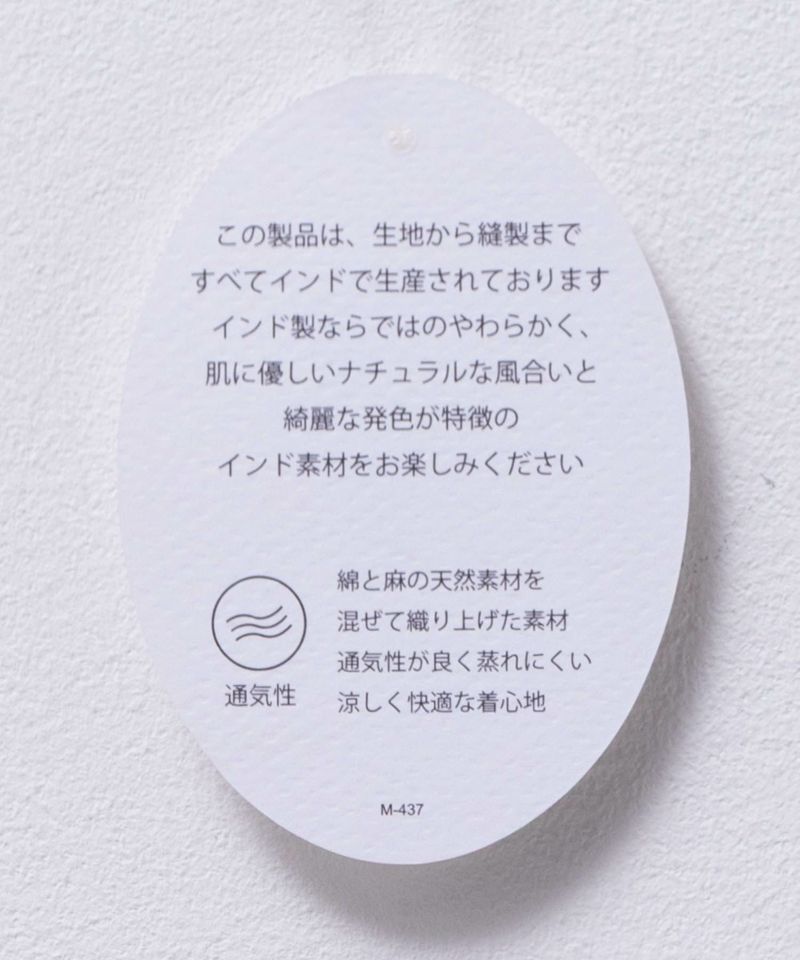 この製品は、生地から縫製まで
すべてインドで生産されております
インド製ならではのやわらかく、
肌に優しいナチュラルな風合いと
綺麗な発色が特徴の
インド素材をお楽しみください
綿と麻の天然素材を
混ぜて織り上げた素材
通気性が良く蒸れにくい
涼しく快適な着心地
通気性
M-437